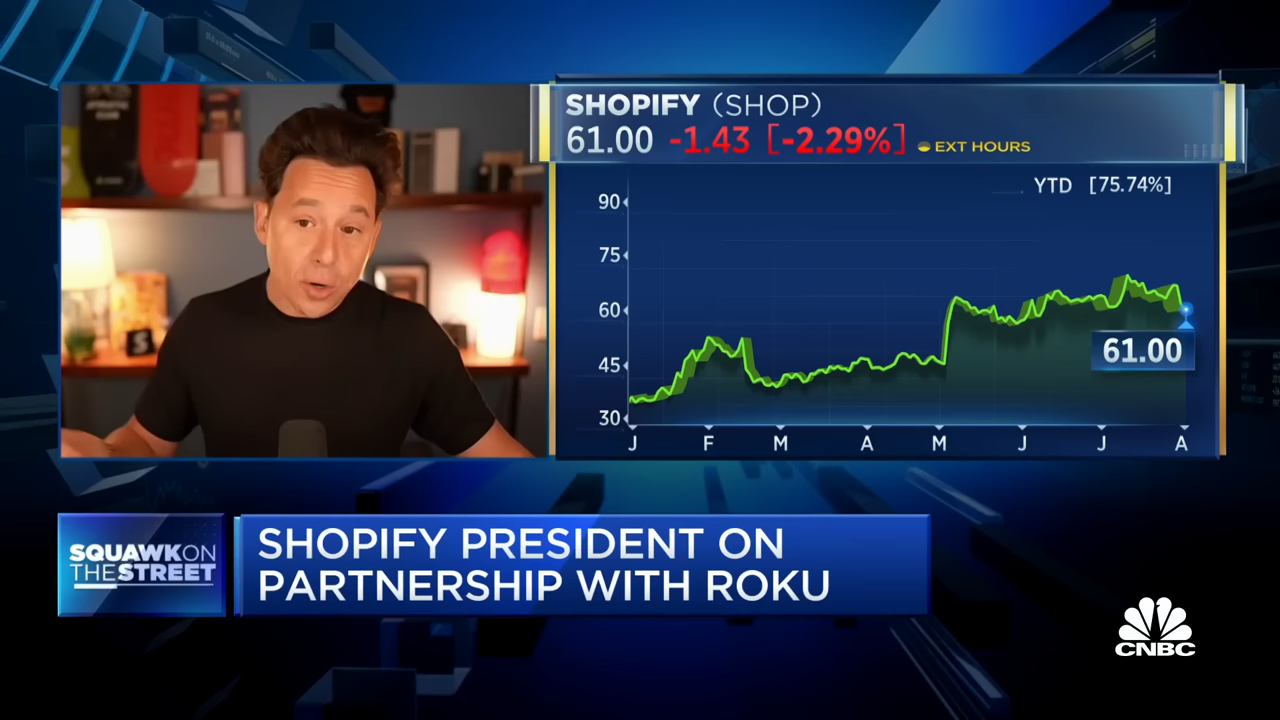 SHOPIFY (SHOP)
61.00 -1.43 [-2.29%] EXT HOURS
YTD [75.74%]
90
75
60
45
30
61.00
J F M A M J J A
SQUAWK ON
THE STREET
SHOPIFY PRESIDENT ON
PARTNERSHIP WITH ROKU
CNBC